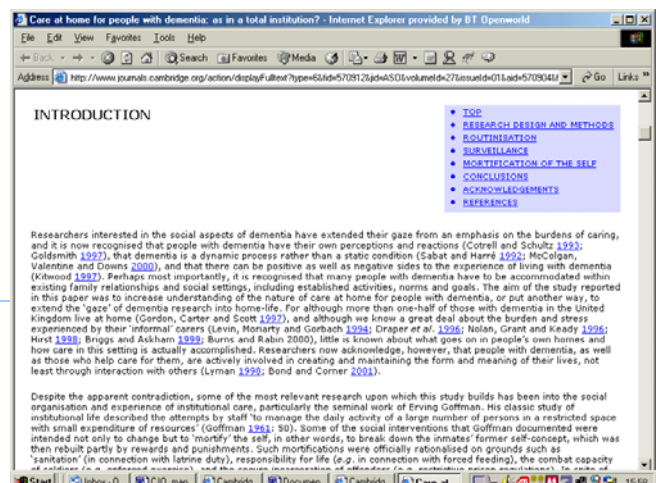 Care at home for people with dementia: as in a total institution? - Internet Explorer provided by BT Openworld
File Edit View Favorites Tools Help
Back Search Favorites Media
Address http://www.journals.cambridge.org/action/displayFulltext?type=6&fid=570912&jid=ASO&volumeId=27&issueId=01&aid=570904& Go Links »
INTRODUCTION
TOP
RESEARCH DESIGN AND METHODS
ROUTINISATION
SURVEILLANCE
MORTIFICATION OF THE SELF
CONCLUSIONS
ACKNOWLEDGEMENTS
REFERENCES
Researchers interested in the social aspects of dementia have extended their gaze from an emphasis on the burdens of caring,
and it is now recognised that people with dementia have their own perceptions and reactions (Cotrell and Schultz 1993;
Goldsmith 1997), that dementia is a dynamic process rather than a static condition (Sabat and Harré 1992; McColgan,
Valentine and Downs 2000), and that there can be positive as well as negative sides to the experience of living with dementia
(Kitwood 1997). Perhaps most importantly, it is recognised that many people with dementia have to be accommodated within
existing family relationships and social settings, including established activities, norms and goals. The aim of the study reported
in this paper was to increase understanding of the nature of care at home for people with dementia, or put another way, to
extend the 'gaze' of dementia research into home-life. For although more than one-half of those with dementia in the United
Kingdom live at home (Gordon, Carter and Scott 1997), and although we know a great deal about the burden and stress
experienced by their 'informal' carers (Levin, Moriarty and Gorbach 1994; Draper et al. 1996; Nolan, Grant and Keady 1996;
Hirst 1998; Briggs and Askham 1999; Burns and Rabin 2000), little is known about what goes on in people's own homes and
how care in this setting is actually accomplished. Researchers now acknowledge, however, that people with dementia, as well
as those who help care for them, are actively involved in creating and maintaining the form and meaning of their lives, not
least through interaction with others (Lyman 1998; Bond and Corner 2001).
Despite the apparent contradiction, some of the most relevant research upon which this study builds has been into the social
organisation and experience of institutional care, particularly the seminal work of Erving Goffman. His classic study of
institutional life described the attempts by staff 'to manage the daily activity of a large number of persons in a restricted space
with small expenditure of resources' (Goffman 1961: 50). Some of the social interventions that Goffman documented were
intended not only to change but to 'mortify' the self, in other words, to break down the inmates' former self-concept, which was
then rebuilt partly by rewards and punishments. Such mortifications were officially rationalised on grounds such as
'sanitation' (in connection with latrine duty), responsibility for life (e.g. in connection with forced feeding), the combat capacity
Start 15:58